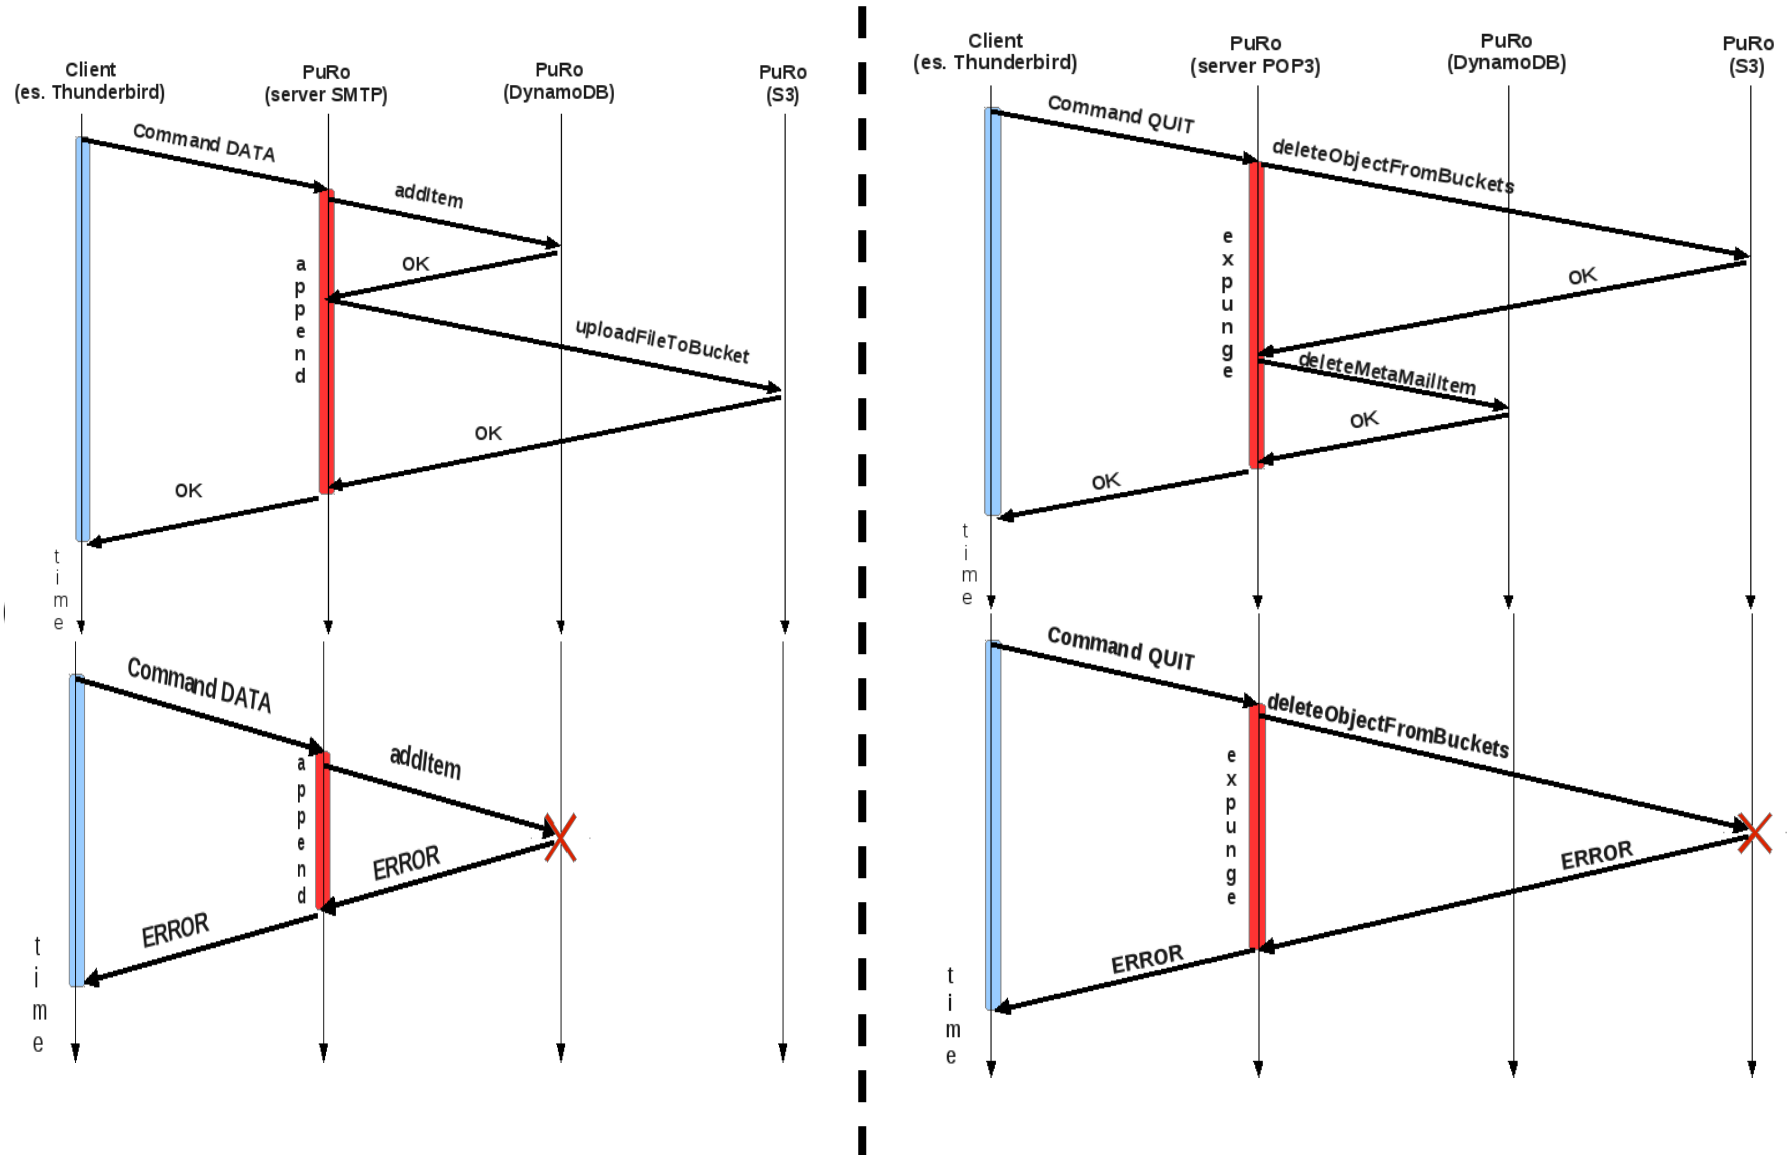 Client
(es. Thunderbird)
PuRo
(server SMTP)
PuRo
(DynamoDB)
PuRo
(S3)
Command DATA
addItem
OK
append
uploadFileToBucket
OK
OK
time
Command DATA
addItem
append
ERROR
ERROR
time
Client
(es. Thunderbird)
PuRo
(server POP3)
PuRo
(DynamoDB)
PuRo
(S3)
Command QUIT
deleteObjectFromBuckets
expunge
OK
deleteMetaMailItem
OK
OK
time
Command QUIT
deleteObjectFromBuckets
expunge
ERROR
ERROR
time